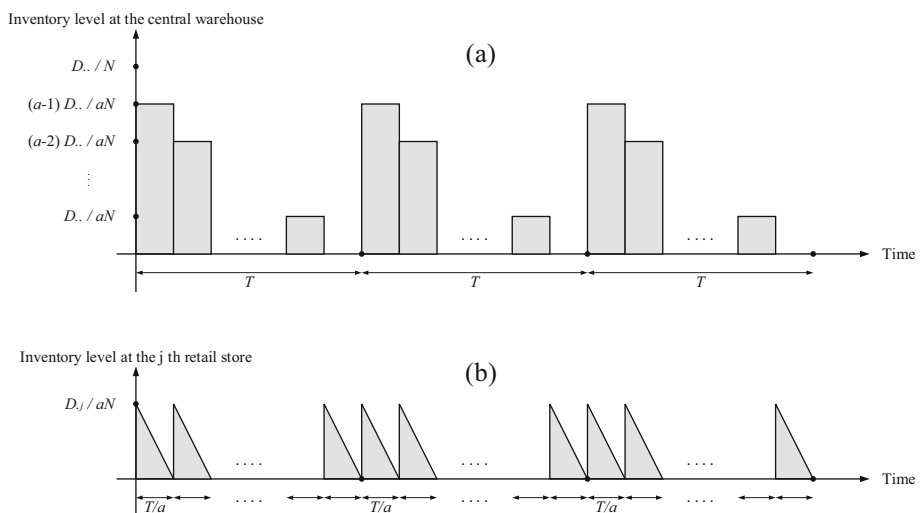 Inventory level at the central warehouse
(a)
D.. / N
(a-1) D.. / aN
(a-2) D.. / aN
⋮
D.. / aN
.... .... ....
Time
T T T
Inventory level at the j th retail store
(b)
D.j / aN
.... .... ....
Time
.... .... ....
T/a T/a T/a